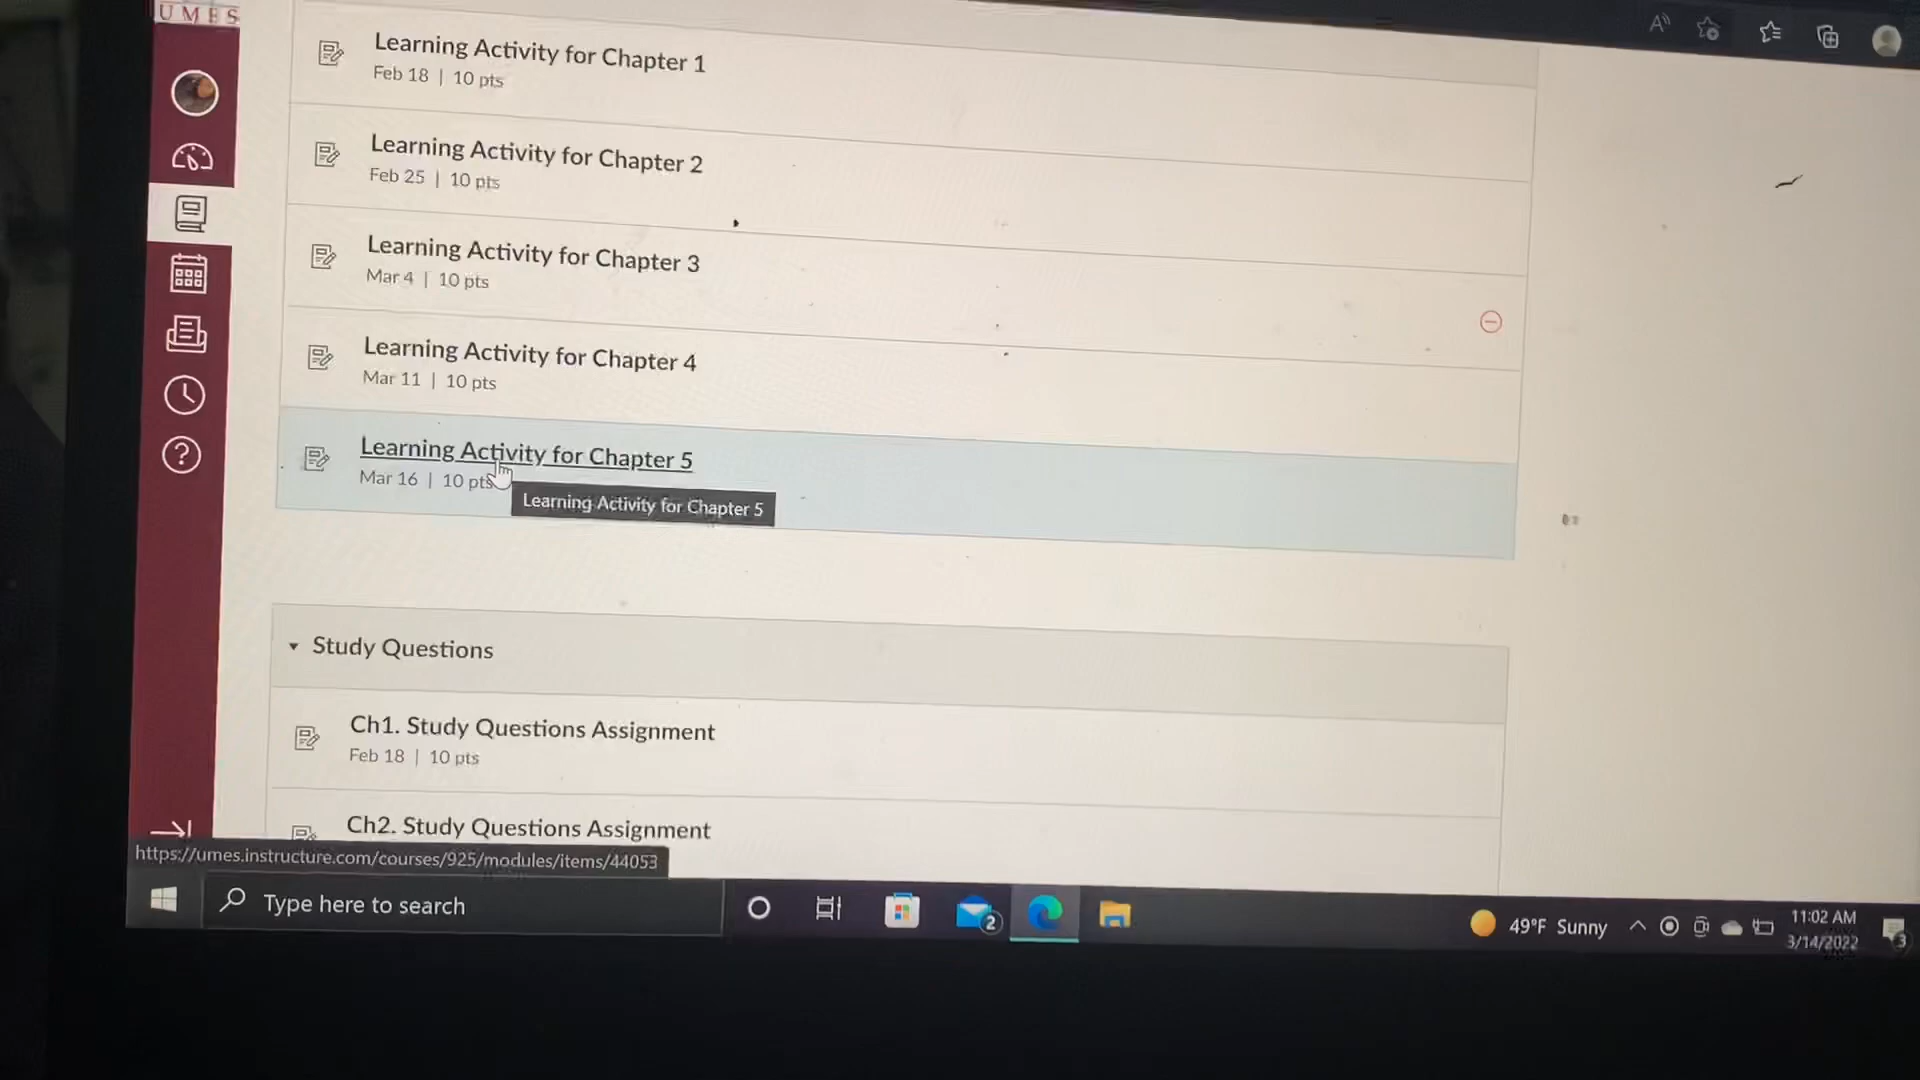 UMES
Learning Activity for Chapter 1
Feb 18 | 10 pts
Learning Activity for Chapter 2
Feb 25 | 10 pts
Learning Activity for Chapter 3
Mar 4 | 10 pts
Learning Activity for Chapter 4
Mar 11 | 10 pts
Learning Activity for Chapter 5
Mar 16 | 10 pts
Learning Activity for Chapter 5
Study Questions
Ch1. Study Questions Assignment
Feb 18 | 10 pts
Ch2. Study Questions Assignment
https://umes.instructure.com/courses/925/modules/items/44053
Type here to search
2
49°F Sunny
11:02 AM
3/14/2022
3